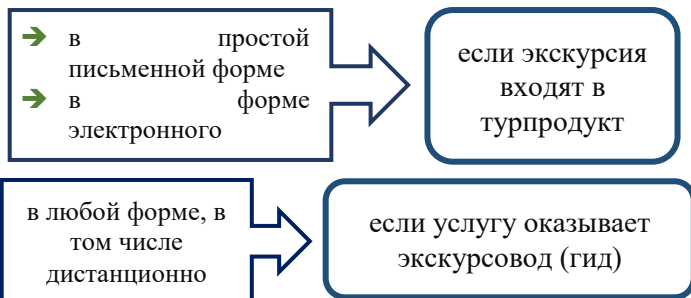 в простой
письменной форме
в форме
электронного
если экскурсия
входят в
турпродукт
в любой форме, в
том числе
дистанционно
если услугу оказывает
экскурсовод (гид)